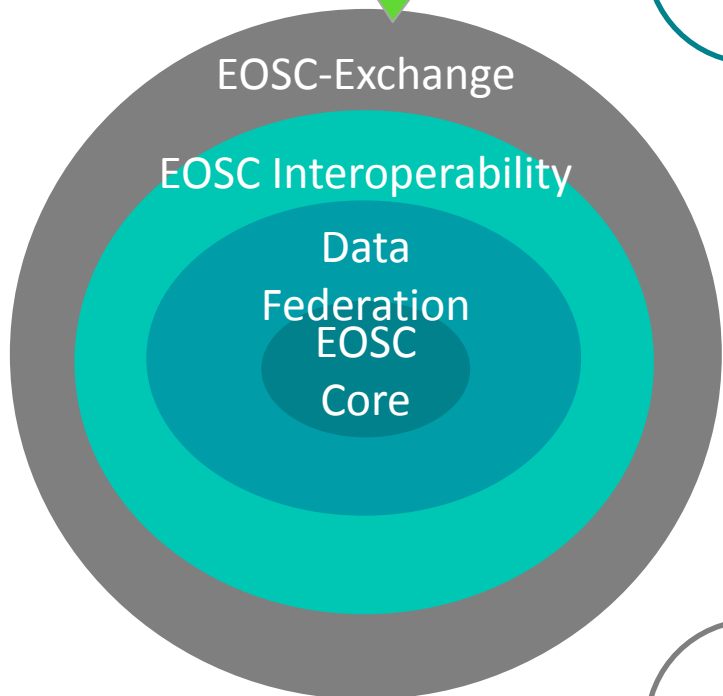 EOSC-Exchange
EOSC Interoperability
Data
Federation
EOSC
Core